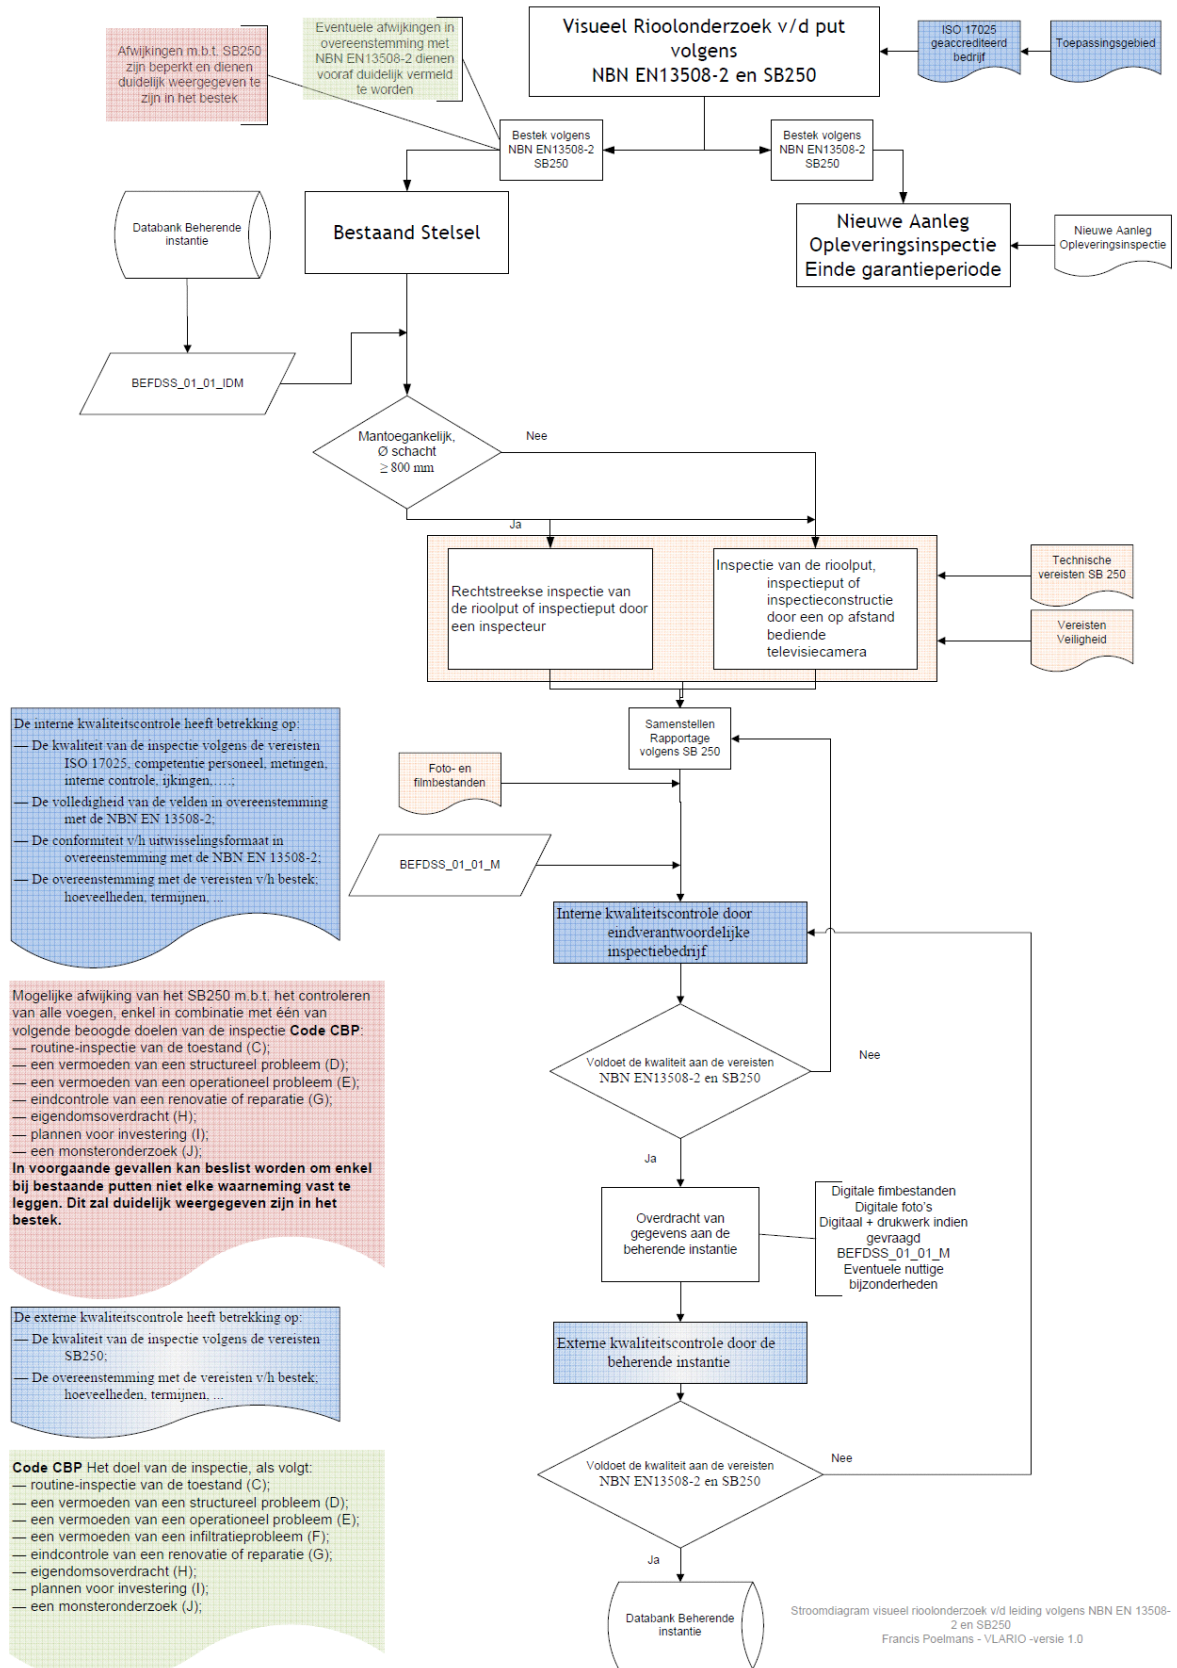 Visueel Rioolonderzoek v/d put
volgens
NBN EN13508-2 en SB250
ISO 17025
geaccrediteerd
bedrijf
Toepassingsgebied
Afwijkingen m.b.t. SB250
zijn beperkt en dienen
duidelijk weergegeven te
zijn in het bestek
Eventuele afwijkingen in
overeenstemming met
NBN EN13508-2 dienen
vooraf duidelijk vermeld
te worden
Bestek volgens
NBN EN13508-2
SB250
Bestek volgens
NBN EN13508-2
SB250
Databank Beherende
instantie
Bestaand Stelsel
Nieuwe Aanleg
Opleveringsinspectie
Einde garantieperiode
Nieuwe Aanleg
Opleveringsinspectie
BEFDSS_01_01_IDM
Mantoegankelijk,
Ø schacht
≥ 800 mm
Nee
Ja
Rechtstreekse inspectie van
de rioolput of inspectieput door
een inspecteur
Inspectie van de rioolput,
inspectieput of
inspectieconstructie
door een op afstand
bediende
televisiecamera
Technische
vereisten SB 250
Vereisten
Veiligheid
Samenstellen
Rapportage
volgens SB 250
Foto- en
filmbestanden
BEFDSS_01_01_M
De interne kwaliteitscontrole heeft betrekking op:
— De kwaliteit van de inspectie volgens de vereisten
ISO 17025, competentie personeel, metingen,
interne controle, ijkingen,….;
— De volledigheid van de velden in overeenstemming
met de NBN EN 13508-2;
— De conformiteit v/h uitwisselingsformaat in
overeenstemming met de NBN EN 13508-2;
— De overeenstemming met de vereisten v/h bestek;
hoeveelheden, termijnen, ...
Interne kwaliteitscontrole door
eindverantwoordelijke
inspectiebedrijf
Mogelijke afwijking van het SB250 m.b.t. het controleren
van alle voegen, enkel in combinatie met één van
volgende beoogde doelen van de inspectie Code CBP:
— routine-inspectie van de toestand (C);
— een vermoeden van een structureel probleem (D);
— een vermoeden van een operationeel probleem (E);
— eindcontrole van een renovatie of reparatie (G);
— eigendomsoverdracht (H);
— plannen voor investering (I);
— een monsteronderzoek (J);
In voorgaande gevallen kan beslist worden om enkel
bij bestaande putten niet elke waarneming vast te
leggen. Dit zal duidelijk weergegeven zijn in het
bestek.
Voldoet de kwaliteit aan de vereisten
NBN EN13508-2 en SB250
Nee
Ja
Overdracht van
gegevens aan de
beherende instantie
Digitale fimbestanden
Digitale foto's
Digitaal + drukwerk indien
gevraagd
BEFDSS_01_01_M
Eventuele nuttige
bijzonderheden
De externe kwaliteitscontrole heeft betrekking op:
— De kwaliteit van de inspectie volgens de vereisten
SB250;
— De overeenstemming met de vereisten v/h bestek;
hoeveelheden, termijnen, ...
Externe kwaliteitscontrole door de
beherende instantie
Voldoet de kwaliteit aan de vereisten
NBN EN13508-2 en SB250
Nee
Ja
Code CBP Het doel van de inspectie, als volgt:
— routine-inspectie van de toestand (C);
— een vermoeden van een structureel probleem (D);
— een vermoeden van een operationeel probleem (E);
— een vermoeden van een infiltratieprobleem (F);
— eindcontrole van een renovatie of reparatie (G);
— eigendomsoverdracht (H);
— plannen voor investering (I);
— een monsteronderzoek (J);
Databank Beherende
instantie
Stroomdiagram visueel rioolonderzoek v/d leiding volgens NBN EN 13508-
2 en SB250
Francis Poelmans - VLARIO -versie 1.0